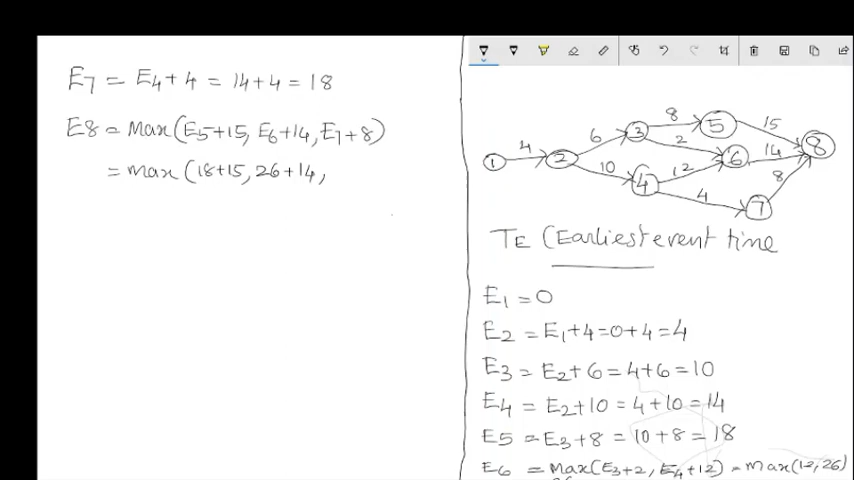 E7 = E4+4 = 14+4 = 18
E8 = Max(E5+15, E6+14, E7+8)
= max (18+15, 26+14,
8 15
6 3 5
4 2 14 8
1 2 6
10 4 12 8
4 7
TE (Earliest event time
E1 = 0
E2 = E1+4=0+4=4
E3 = E2+6=4+6=10
E4 = E2+10=4+10=14
E5 = E3+8 = 10+8=18
E6 = Max(E3+2, E4+12) = max(12,26)